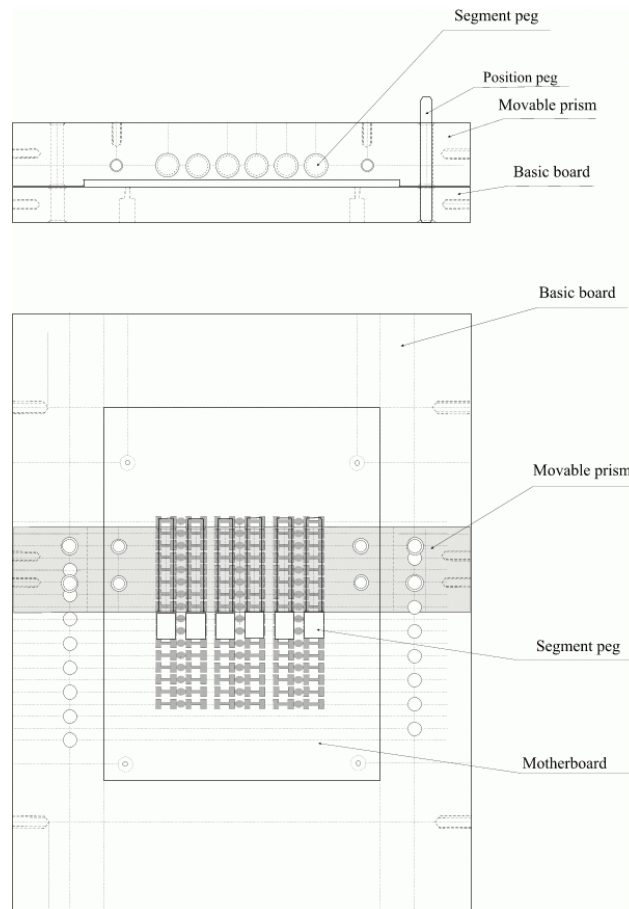 Segment peg
Position peg
Movable prism
Basic board
Basic board
Movable prism
Segment peg
Motherboard